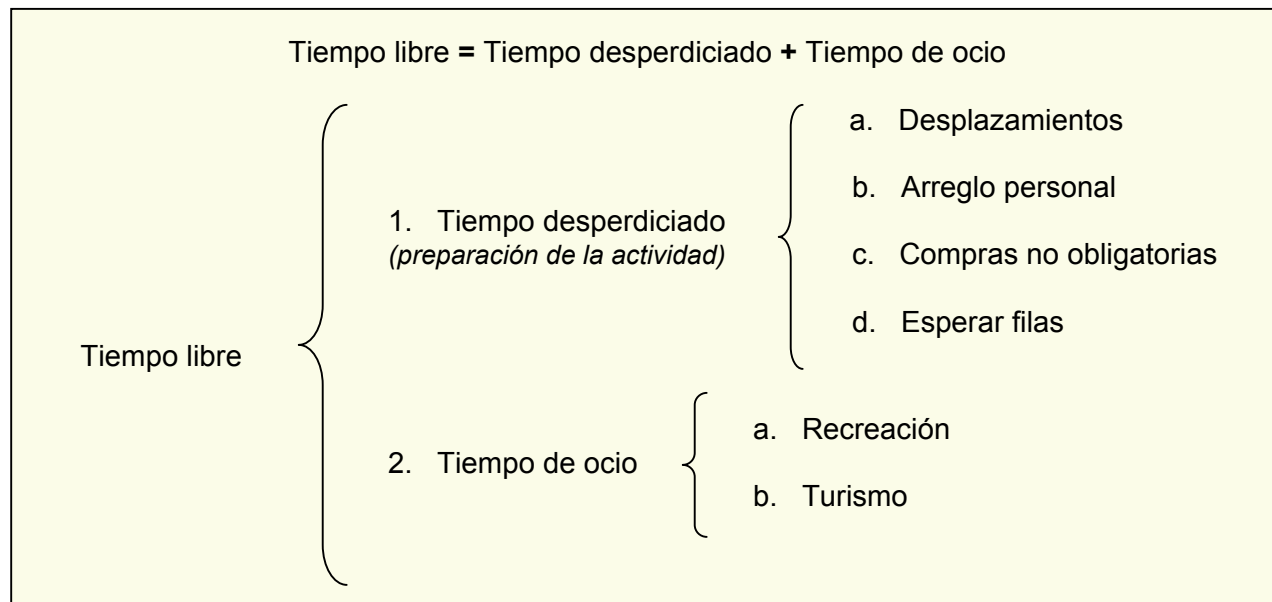 Tiempo libre = Tiempo desperdiciado + Tiempo de ocio
Tiempo libre
1. Tiempo desperdiciado
(preparación de la actividad)
a. Desplazamientos
b. Arreglo personal
c. Compras no obligatorias
d. Esperar filas
2. Tiempo de ocio
a. Recreación
b. Turismo